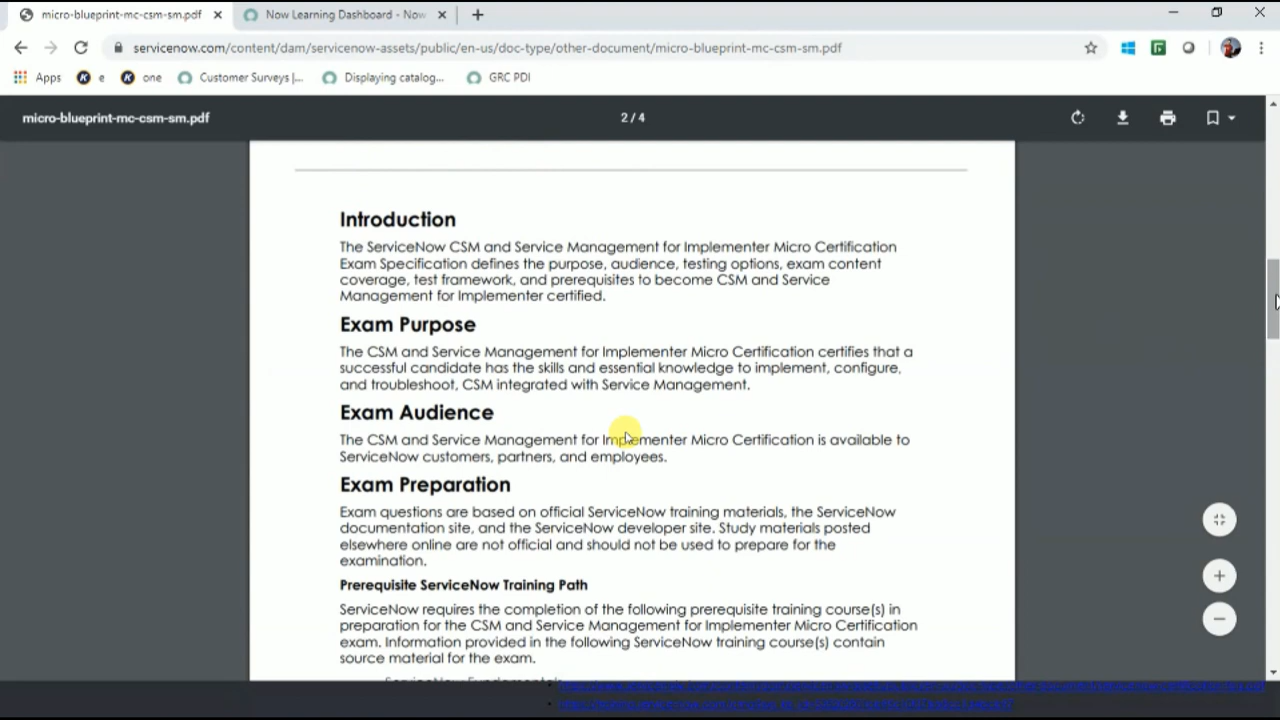 micro-blueprint-mc-csm-sm.pdf
Now Learning Dashboard - Now
servicenow.com/content/dam/servicenow-assets/public/en-us/doc-type/other-document/micro-blueprint-mc-csm-sm.pdf
Apps
e
one
Customer Surveys |...
Displaying catalog...
GRC PDI
micro-blueprint-mc-csm-sm.pdf
2 / 4
Introduction
The ServiceNow CSM and Service Management for Implementer Micro Certification
Exam Specification defines the purpose, audience, testing options, exam content
coverage, test framework, and prerequisites to become CSM and Service
Management for Implementer certified.
Exam Purpose
The CSM and Service Management for Implementer Micro Certification certifies that a
successful candidate has the skills and essential knowledge to implement, configure,
and troubleshoot, CSM integrated with Service Management.
Exam Audience
The CSM and Service Management for Implementer Micro Certification is available to
ServiceNow customers, partners, and employees.
Exam Preparation
Exam questions are based on official ServiceNow training materials, the ServiceNow
documentation site, and the ServiceNow developer site. Study materials posted
elsewhere online are not official and should not be used to prepare for the
examination.
Prerequisite ServiceNow Training Path
ServiceNow requires the completion of the following prerequisite training course(s) in
preparation for the CSM and Service Management for Implementer Micro Certification
exam. Information provided in the following ServiceNow training course(s) contain
source material for the exam.
ServiceNow Fundamentals